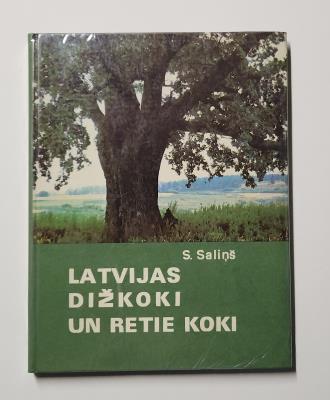 S. Saliņš
LATVIJAS
DIŽKOKI
UN RETIE KOKI